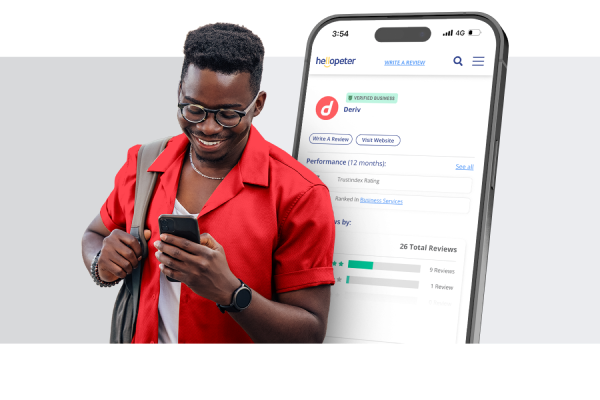 3:54
4G
hellopeter
WRITE A REVIEW
VERIFIED BUSINESS
Deriv
Write A Review
Visit Website
Performance (12 months):
See all
TrustIndex Rating
Ranked in Business Services
s by:
26 Total Reviews
9 Reviews
1 Review